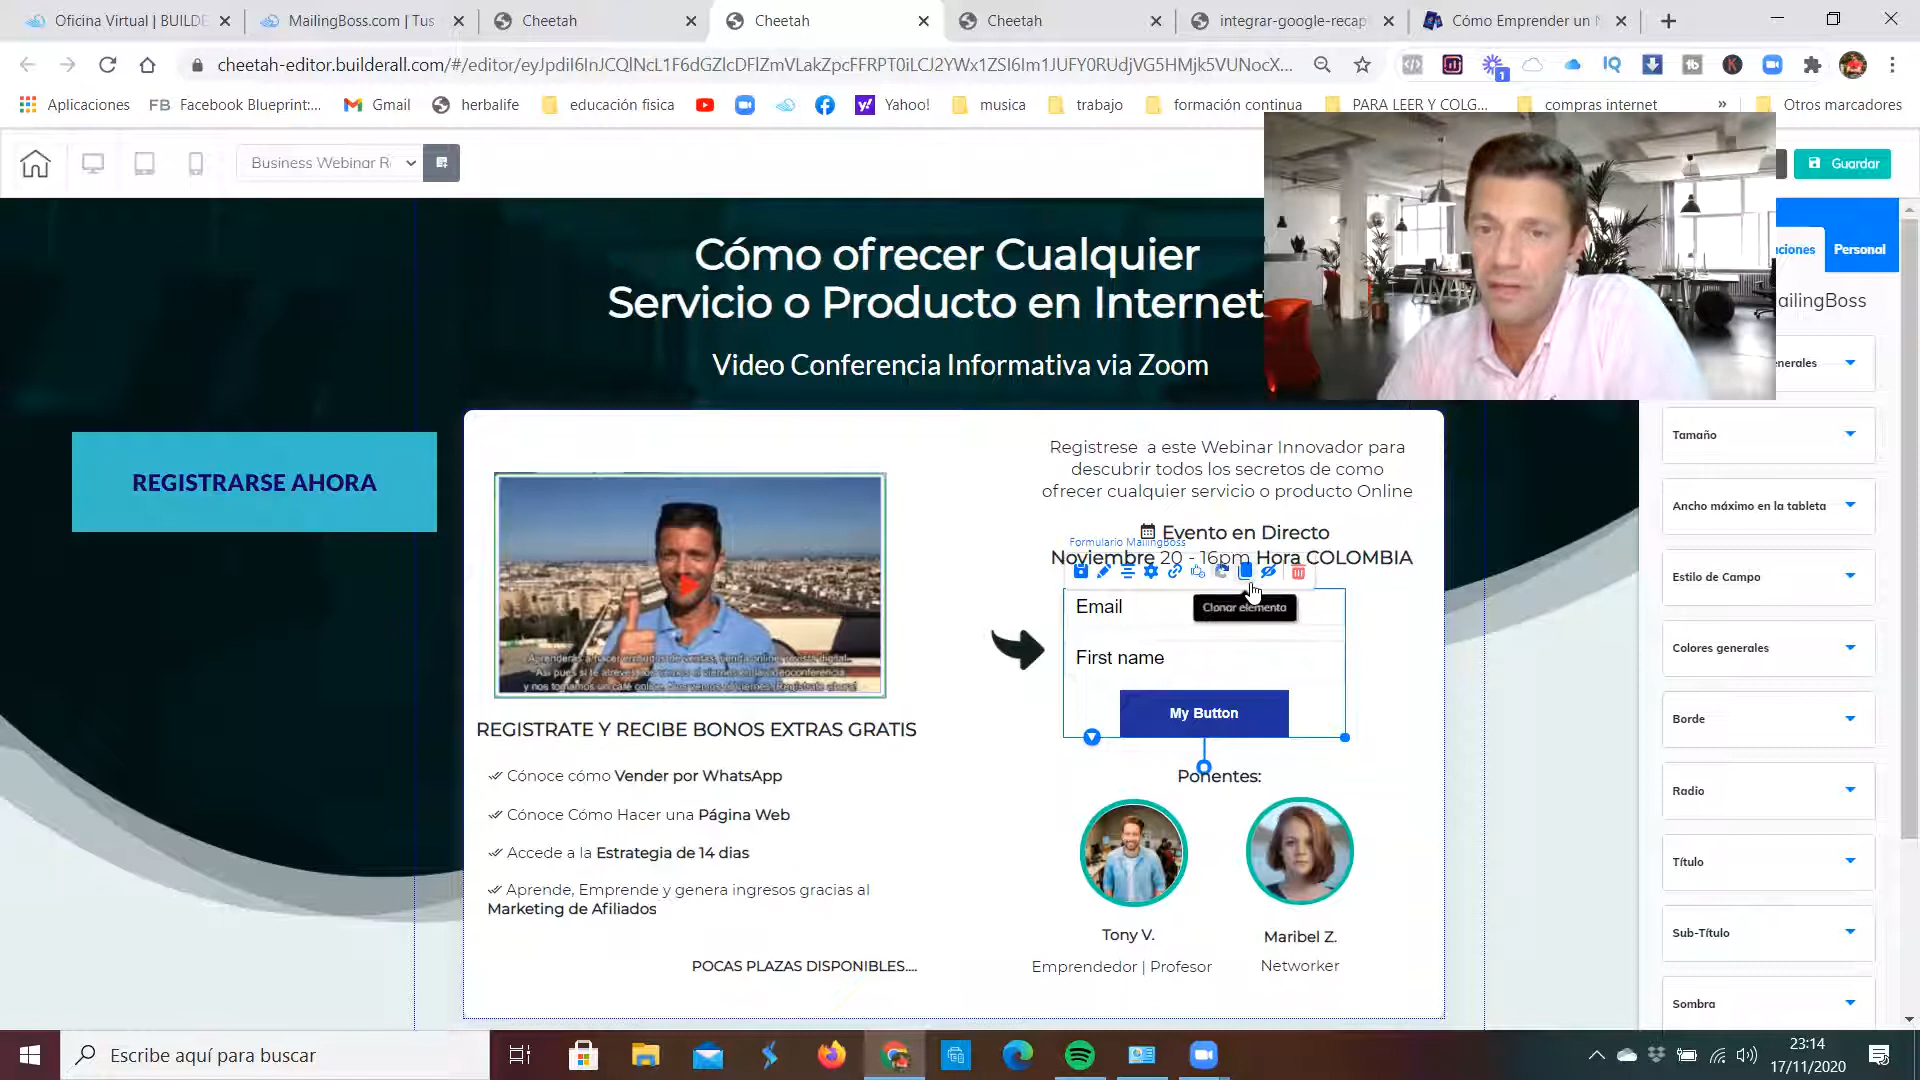 Oficina Virtual | BUILDE
MailingBoss.com | Tus
Cheetah
Cheetah
Cheetah
integrar-google-recap
Cómo Emprender un
cheetah-editor.builderall.com/#/editor/
Aplicaciones
FB Facebook Blueprint:...
Gmail
herbalife
educación fisica
Yahoo!
musica
trabajo
formación continua
PARA LEER Y COLG...
compras internet
»
Otros marcadores
Business Webinar R
Guardar
Cómo ofrecer Cualquier
Servicio o Producto en Internet
Video Conferencia Informativa via Zoom
ciones
Personal
ailingBoss
nerales
Tamaño
Ancho máximo en la tableta
Estilo de Campo
Colores generales
Borde
Radio
Título
Sub-Título
Sombra
REGISTRARSE AHORA
Registrese a este Webinar Innovador para
descubrir todos los secretos de como
ofrecer cualquier servicio o producto Online
Evento en Directo
Formulario MailingBoss
Noviembre 20 - 16pm Hora COLOMBIA
Email
Clonar elemento
First name
My Button
REGISTRATE Y RECIBE BONOS EXTRAS GRATIS
Cónoce cómo Vender por WhatsApp
Cónoce Cómo Hacer una Página Web
Accede a la Estrategia de 14 dias
Aprende, Emprende y genera ingresos gracias al
Marketing de Afiliados
POCAS PLAZAS DISPONIBLES....
Ponentes:
Tony V.
Maribel Z.
Emprendedor | Profesor
Networker
Escribe aquí para buscar
23:14
17/11/2020